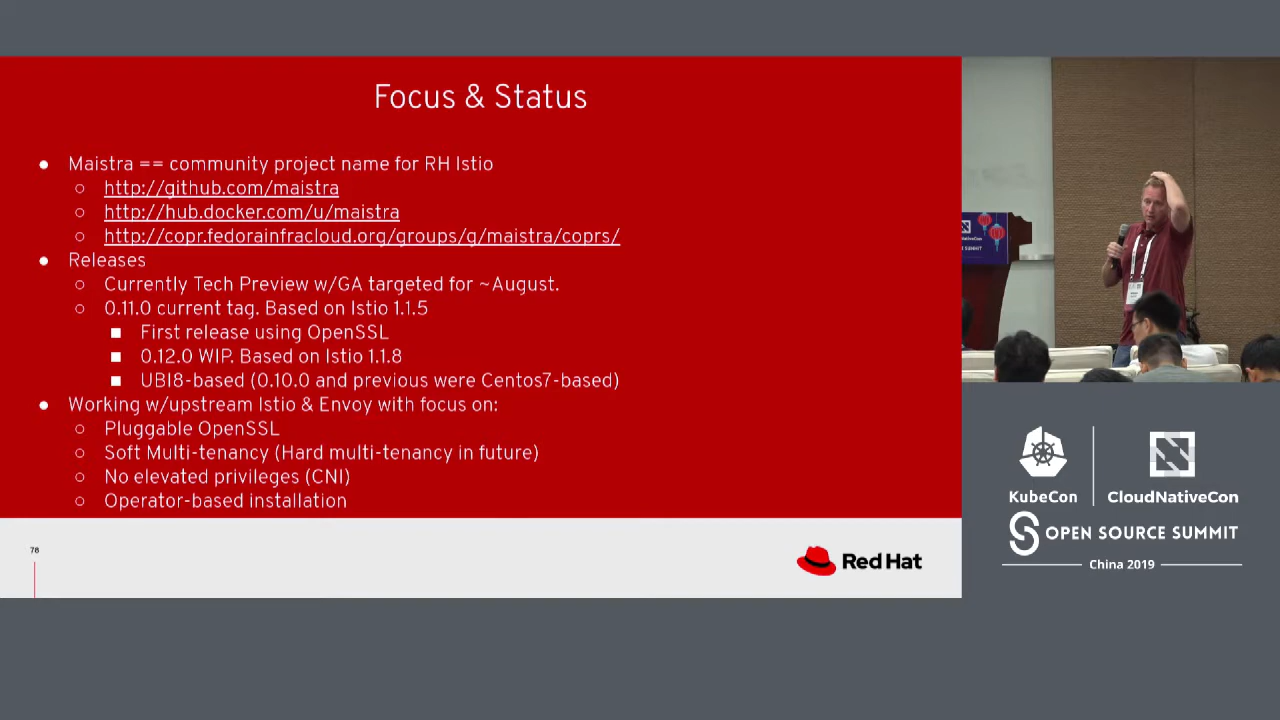 Focus & Status
● Maistra == community project name for RH Istio
○ http://github.com/maistra
○ http://hub.docker.com/u/maistra
○ http://copr.fedorainfracloud.org/groups/g/maistra/coprs/
● Releases
○ Currently Tech Preview w/GA targeted for ~August.
○ 0.11.0 current tag. Based on Istio 1.1.5
■ First release using OpenSSL
■ 0.12.0 WIP. Based on Istio 1.1.8
■ UBI8-based (0.10.0 and previous were Centos7-based)
● Working w/upstream Istio & Envoy with focus on:
○ Pluggable OpenSSL
○ Soft Multi-tenancy (Hard multi-tenancy in future)
○ No elevated privileges (CNI)
○ Operator-based installation
76
Red Hat
KubeCon
CloudNativeCon
OPEN SOURCE SUMMIT
China 2019